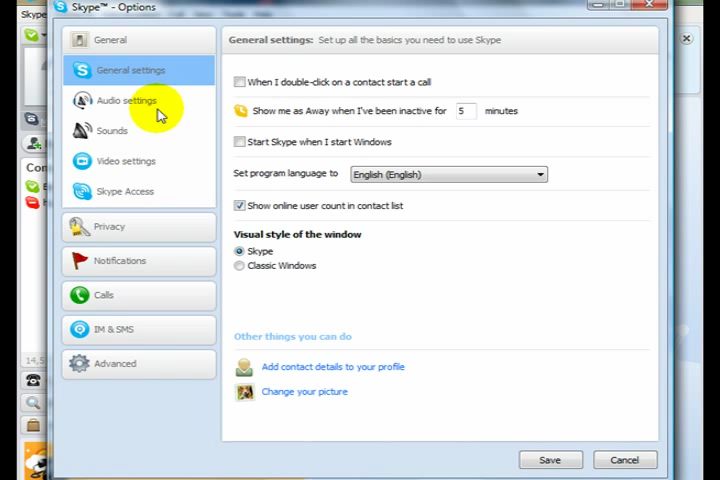 Skype™ - Options
Skype
General
General settings
Audio settings
Sounds
Video settings
Skype Access
Privacy
Notifications
Calls
IM & SMS
Advanced
General settings: Set up all the basics you need to use Skype
When I double-click on a contact start a call
Show me as Away when I've been inactive for 5 minutes
Start Skype when I start Windows
Set program language to English (English)
Show online user count in contact list
Visual style of the window
Skype
Classic Windows
Other things you can do
Add contact details to your profile
Change your picture
Save Cancel
Con
14,5